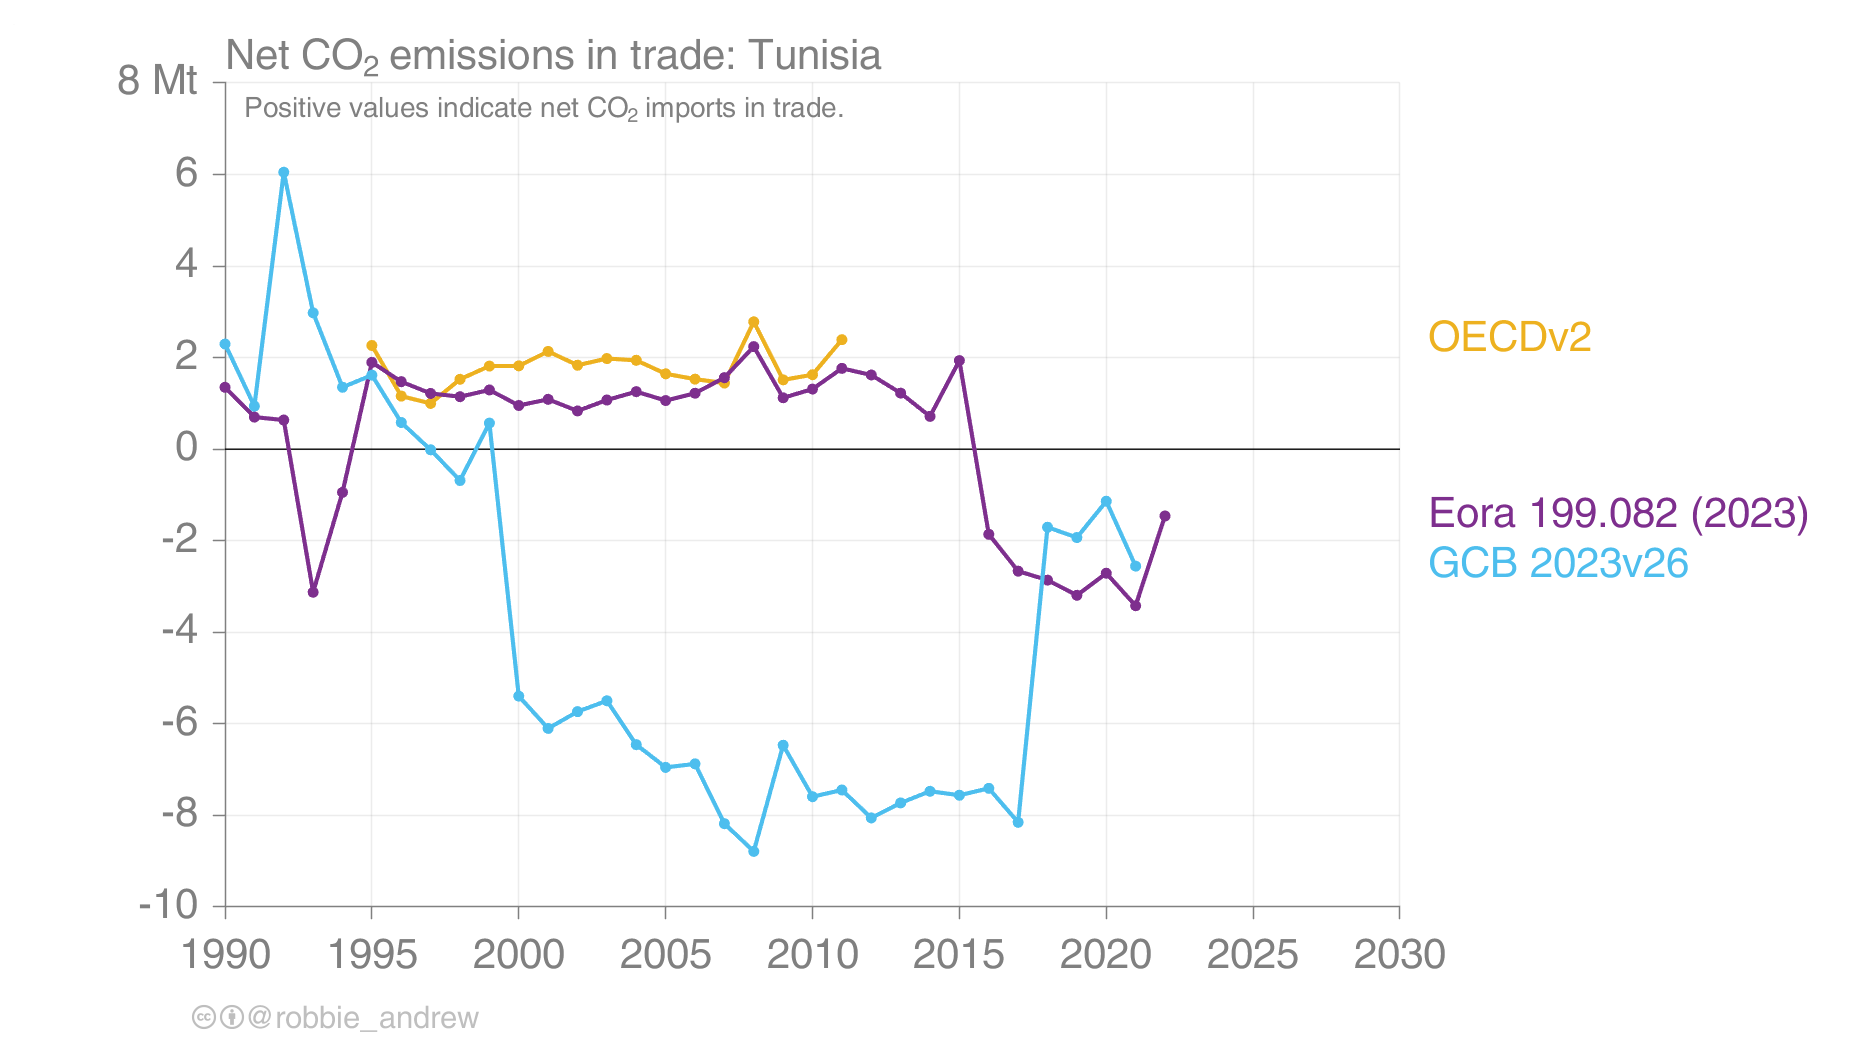 Net CO₂ emissions in trade: Tunisia
8 Mt
Positive values indicate net CO₂ imports in trade.
6
4
2
0
-2
-4
-6
-8
-10
OECDv2
Eora 199.082 (2023)
GCB 2023v26
1990 1995 2000 2005 2010 2015 2020 2025 2030
@robbie_andrew